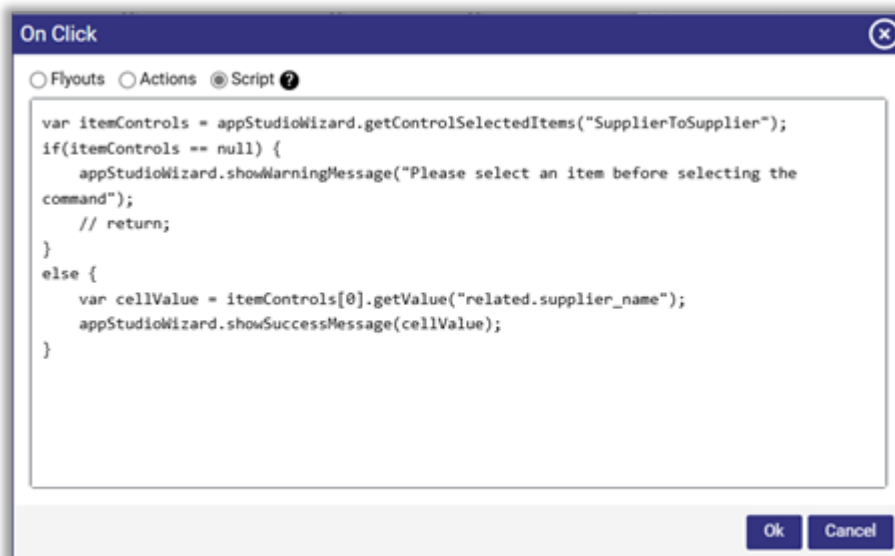 On Click
Flyouts Actions Script ?
var itemControls = appStudioWizard.getControlSelectedItems("SupplierToSupplier");
if(itemControls == null) {
    appStudioWizard.showWarningMessage("Please select an item before selecting the
command");
    // return;
}
else {
    var cellValue = itemControls[0].getValue("related.supplier_name");
    appStudioWizard.showSuccessMessage(cellValue);
}
Ok Cancel